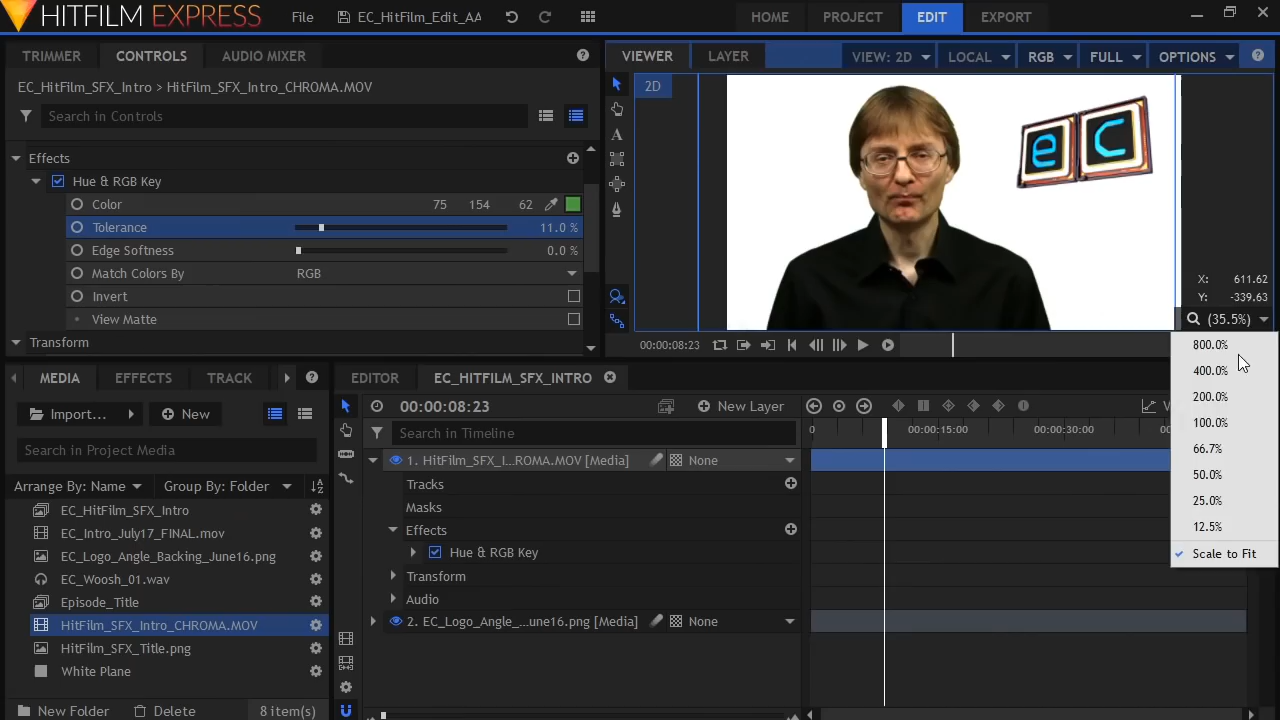 HITFILM EXPRESS File EC_HitFilm_Edit_AA HOME PROJECT EDIT EXPORT
TRIMMER CONTROLS AUDIO MIXER
EC_HitFilm_SFX_Intro > HitFilm_SFX_Intro_CHROMA.MOV
Search in Controls
Effects
Hue & RGB Key
Color 75 154 62
Tolerance 11.0 %
Edge Softness 0.0 %
Match Colors By RGB
Invert
View Matte
Transform
VIEWER LAYER VIEW: 2D LOCAL RGB FULL OPTIONS
2D
A
e c
X: 611.62
Y: -339.63
(35.5%)
00:00:08:23
800.0%
400.0%
200.0%
100.0%
66.7%
50.0%
25.0%
12.5%
Scale to Fit
MEDIA EFFECTS TRACK
Import... New
Search in Project Media
Arrange By: Name Group By: Folder
EC_HitFilm_SFX_Intro
EC_Intro_July17_FINAL.mov
EC_Logo_Angle_Backing_June16.png
EC_Woosh_01.wav
Episode_Title
HitFilm_SFX_Intro_CHROMA.MOV
HitFilm_SFX_Title.png
White Plane
New Folder Delete 8 item(s)
EDITOR EC_HITFILM_SFX_INTRO
00:00:08:23 New Layer V
Search in Timeline 0 00:00:15:00 00:00:30:00
1. HitFilm_SFX_I...ROMA.MOV [Media] None
Tracks
Masks
Effects
Hue & RGB Key
Transform
Audio
2. EC_Logo_Angle_...une16.png [Media] None